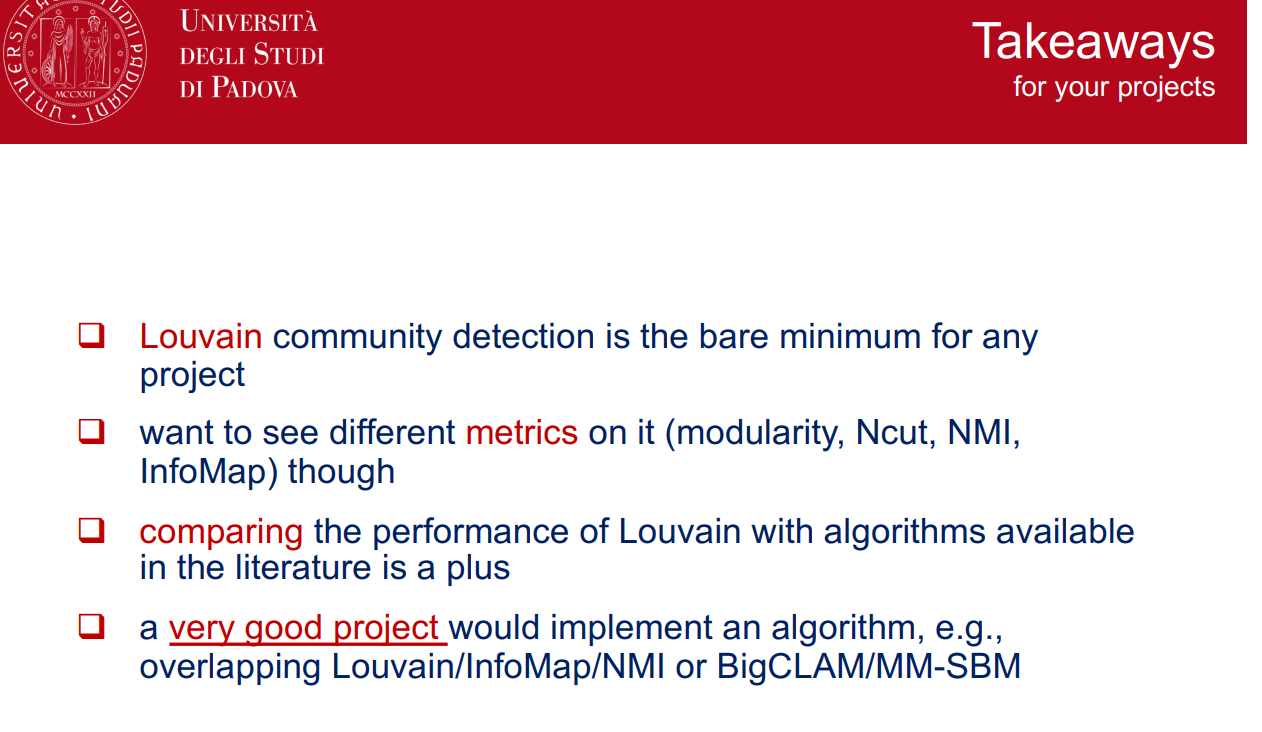 UNIVERSITÀ
DEGLI STUDI
DI PADOVA
MCCXXII
Takeaways
for your projects
Louvain community detection is the bare minimum for any
project
want to see different metrics on it (modularity, Ncut, NMI,
InfoMap) though
comparing the performance of Louvain with algorithms available
in the literature is a plus
a very good project would implement an algorithm, e.g.,
overlapping Louvain/InfoMap/NMI or BigCLAM/MM-SBM